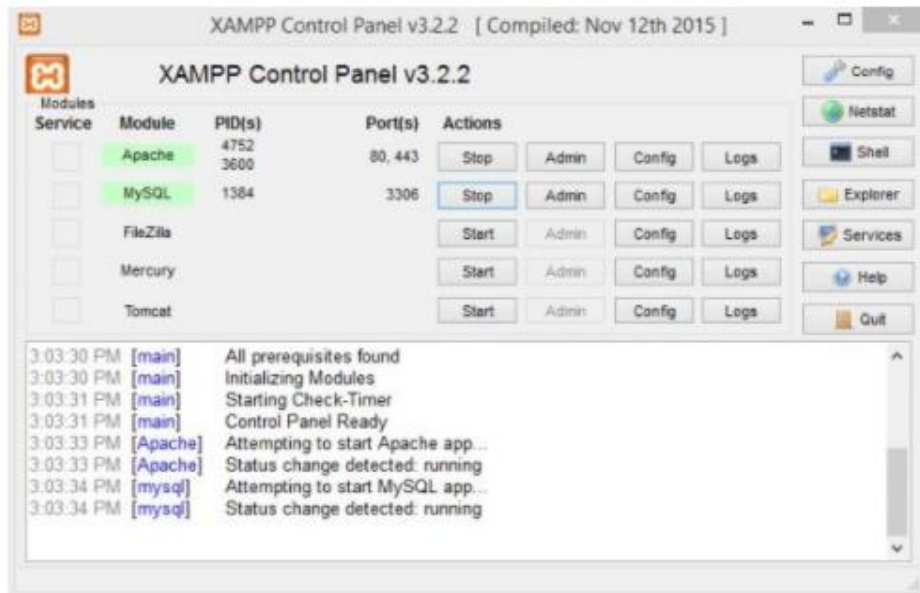 XAMPP Control Panel v3.2.2 [ Compiled: Nov 12th 2015 ]
XAMPP Control Panel v3.2.2
Config
Modules
Service Module PID(s) Port(s) Actions
Netstat
Apache 4752 3600 80, 443 Stop Admin Config Logs
Shell
MySQL 1384 3306 Stop Admin Config Logs
Explorer
FileZilla Start Admin Config Logs
Services
Mercury Start Admin Config Logs
Help
Tomcat Start Admin Config Logs
Quit
3:03:30 PM [main] All prerequisites found
3:03:30 PM [main] Initializing Modules
3:03:31 PM [main] Starting Check-Timer
3:03:31 PM [main] Control Panel Ready
3:03:33 PM [Apache] Attempting to start Apache app...
3:03:33 PM [Apache] Status change detected: running
3:03:34 PM [mysql] Attempting to start MySQL app...
3:03:34 PM [mysql] Status change detected: running